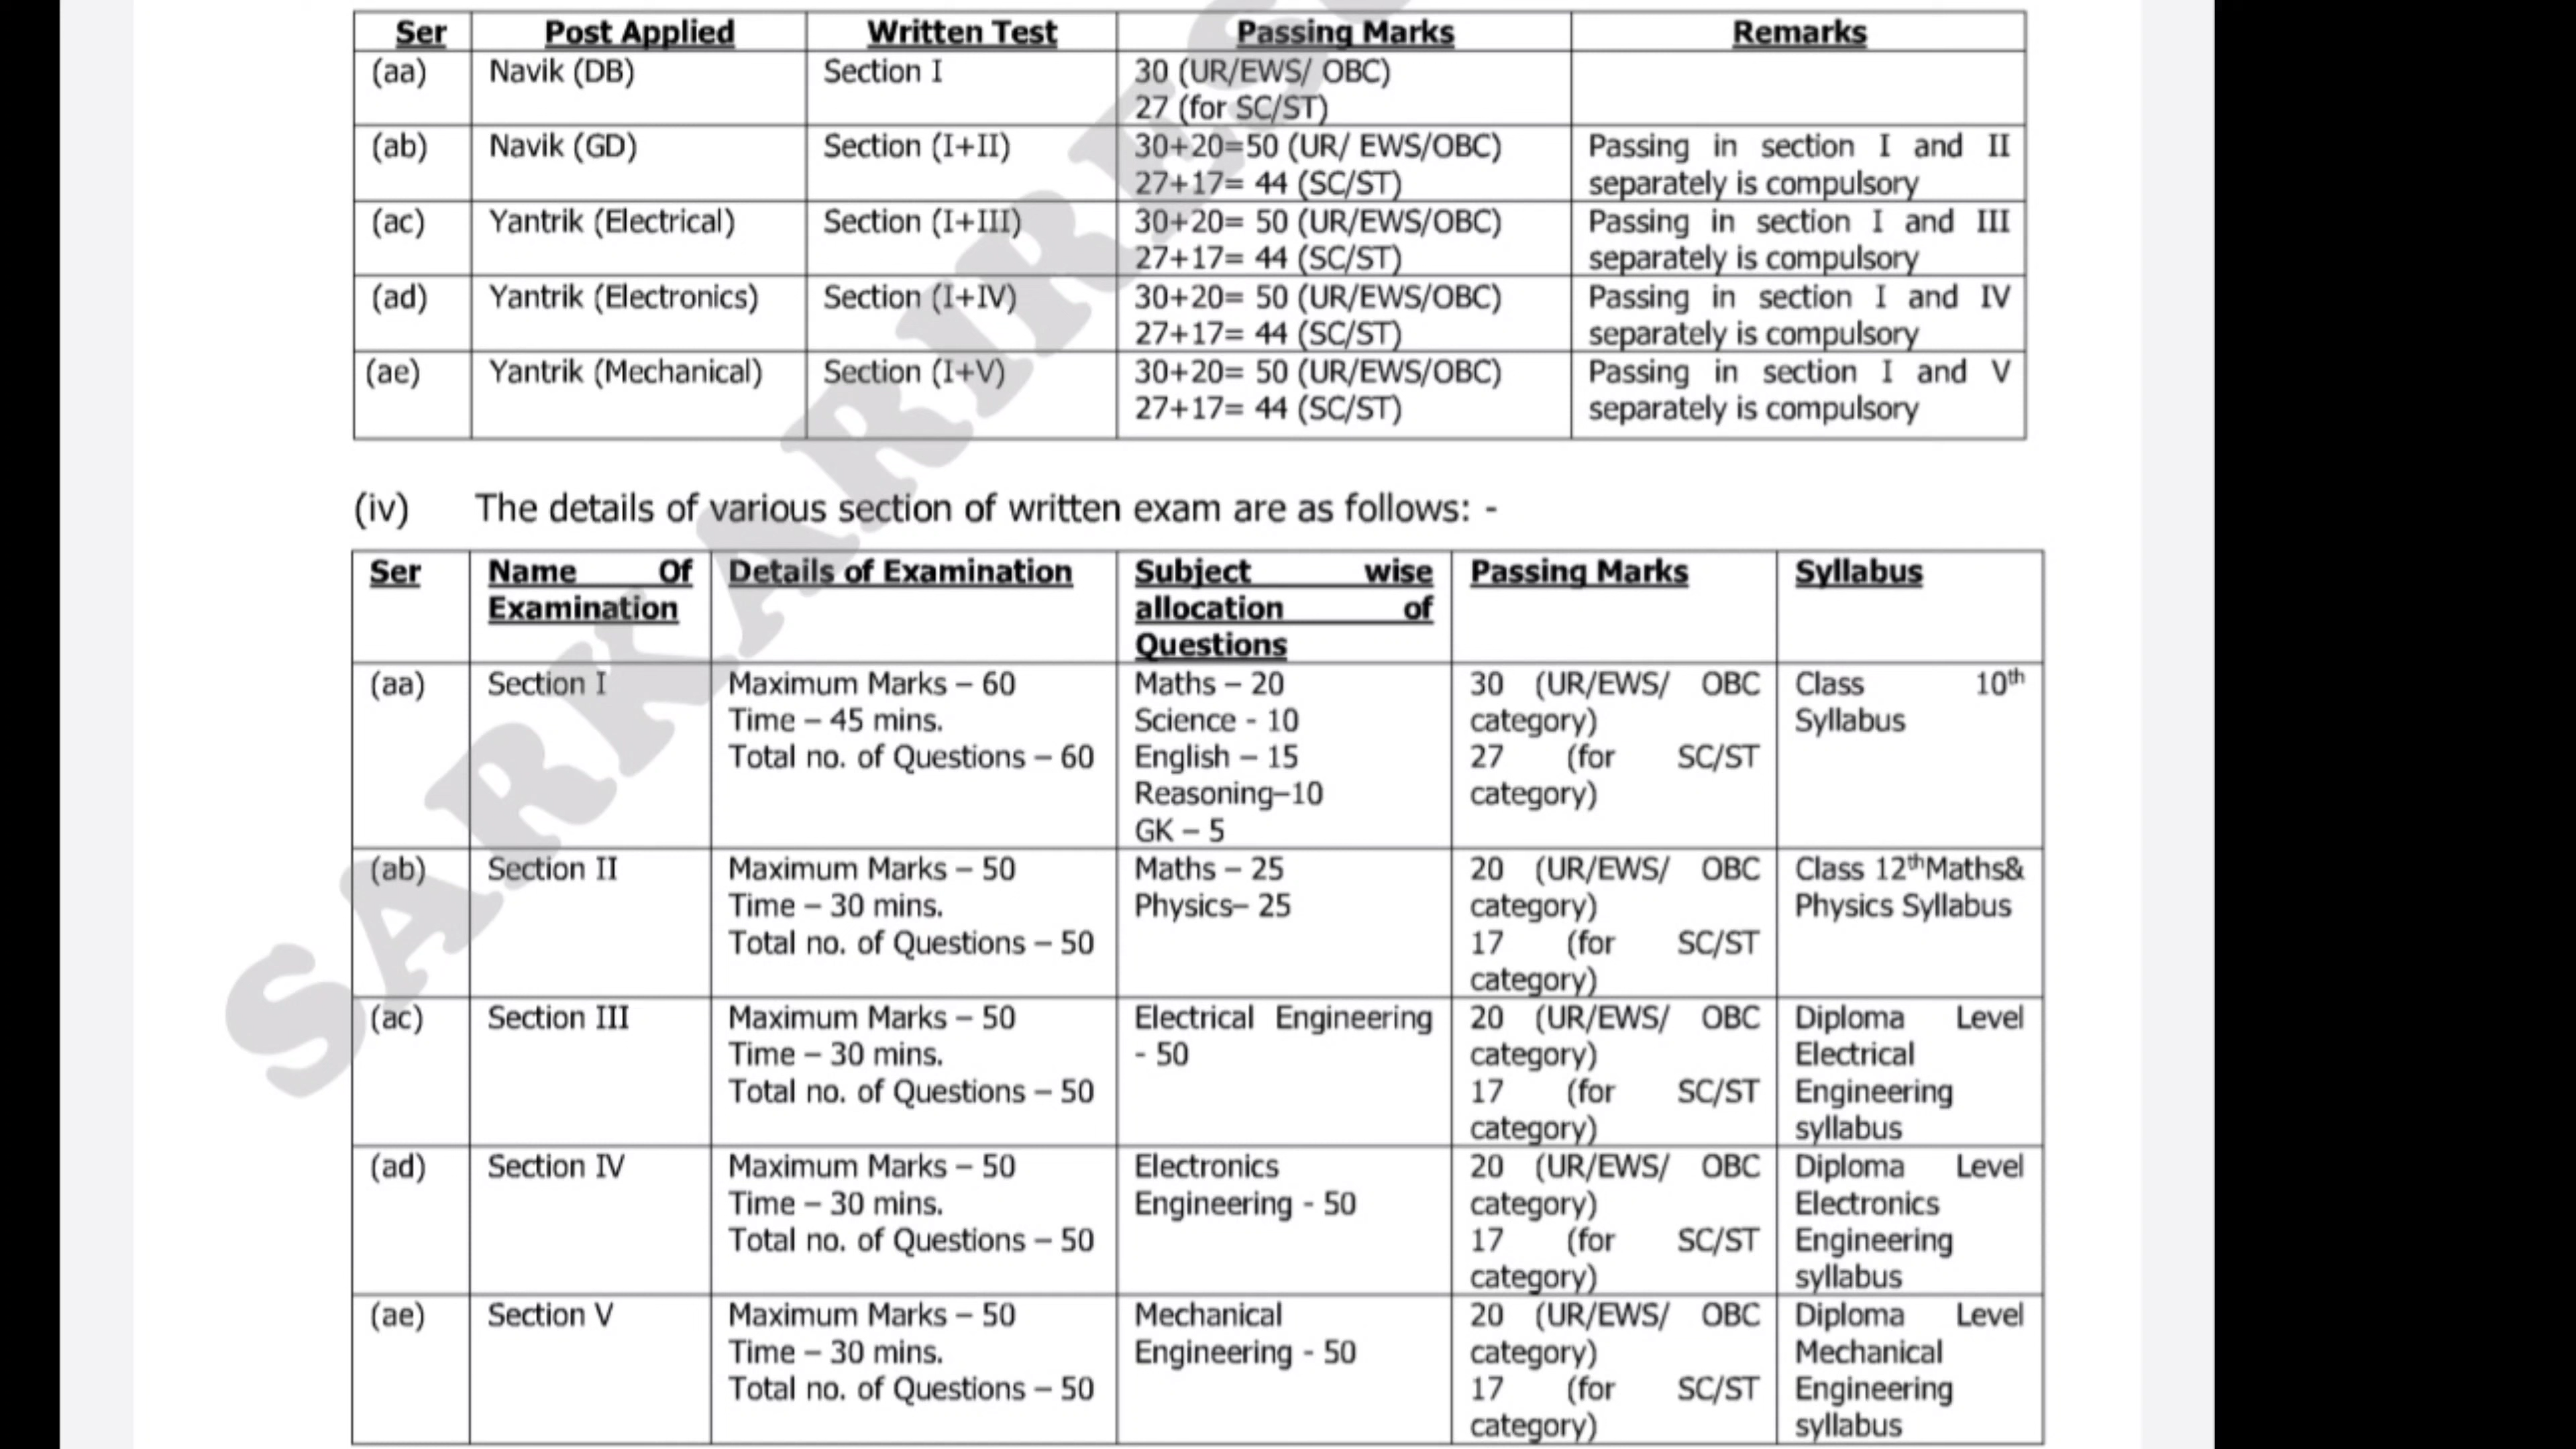 Ser Post Applied Written Test Passing Marks Remarks
(aa) Navik (DB) Section I 30 (UR/EWS/ OBC)
27 (for SC/ST)
(ab) Navik (GD) Section (I+II) 30+20=50 (UR/ EWS/OBC) Passing in section I and II
27+17= 44 (SC/ST) separately is compulsory
(ac) Yantrik (Electrical) Section (I+III) 30+20= 50 (UR/EWS/OBC) Passing in section I and III
27+17= 44 (SC/ST) separately is compulsory
(ad) Yantrik (Electronics) Section (I+IV) 30+20= 50 (UR/EWS/OBC) Passing in section I and IV
27+17= 44 (SC/ST) separately is compulsory
(ae) Yantrik (Mechanical) Section (I+V) 30+20= 50 (UR/EWS/OBC) Passing in section I and V
27+17= 44 (SC/ST) separately is compulsory
(iv) The details of various section of written exam are as follows: -
Ser Name Of Details of Examination Subject wise Passing Marks Syllabus
Examination allocation of
Questions
(aa) Section I Maximum Marks – 60 Maths – 20 30 (UR/EWS/ OBC Class 10th
Time – 45 mins. Science - 10 category) Syllabus
Total no. of Questions – 60 English – 15 27 (for SC/ST
Reasoning–10 category)
GK – 5
(ab) Section II Maximum Marks – 50 Maths – 25 20 (UR/EWS/ OBC Class 12thMaths&
Time – 30 mins. Physics– 25 category) Physics Syllabus
Total no. of Questions – 50 17 (for SC/ST
category)
(ac) Section III Maximum Marks – 50 Electrical Engineering 20 (UR/EWS/ OBC Diploma Level
Time – 30 mins. - 50 category) Electrical
Total no. of Questions – 50 17 (for SC/ST Engineering
category) syllabus
(ad) Section IV Maximum Marks – 50 Electronics 20 (UR/EWS/ OBC Diploma Level
Time – 30 mins. Engineering - 50 category) Electronics
Total no. of Questions – 50 17 (for SC/ST Engineering
category) syllabus
(ae) Section V Maximum Marks – 50 Mechanical 20 (UR/EWS/ OBC Diploma Level
Time – 30 mins. Engineering - 50 category) Mechanical
Total no. of Questions – 50 17 (for SC/ST Engineering
category) syllabus